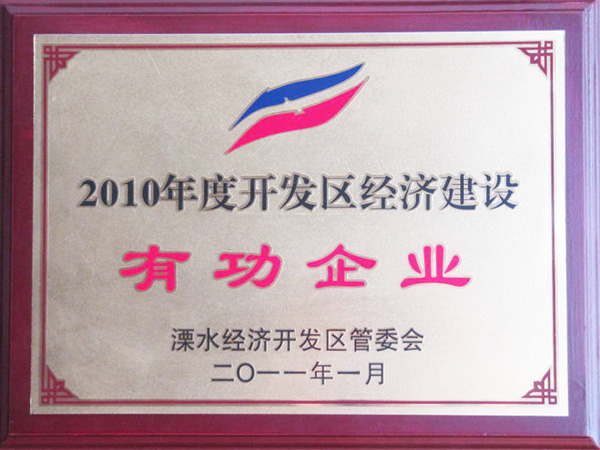 2010年度开发区经济建设
有功企业
溧水经济开发区管委会
二〇一一年一月